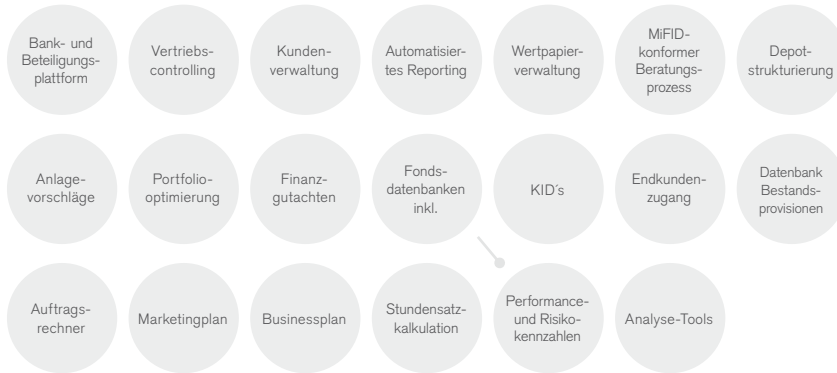 Bank- und
Beteiligungs-
plattform
Vertriebs-
controlling
Kunden-
verwaltung
Automatisier-
tes Reporting
Wertpapier-
verwaltung
MiFID-
konformer
Beratungs-
prozess
Depot-
strukturierung
Anlage-
vorschläge
Portfolio-
optimierung
Finanz-
gutachten
Fonds-
datenbanken
inkl.
KID´s
Endkunden-
zugang
Datenbank
Bestands-
provisionen
Auftrags-
rechner
Marketingplan
Businessplan
Stundensatz-
kalkulation
Performance-
und Risiko-
kennzahlen
Analyse-Tools